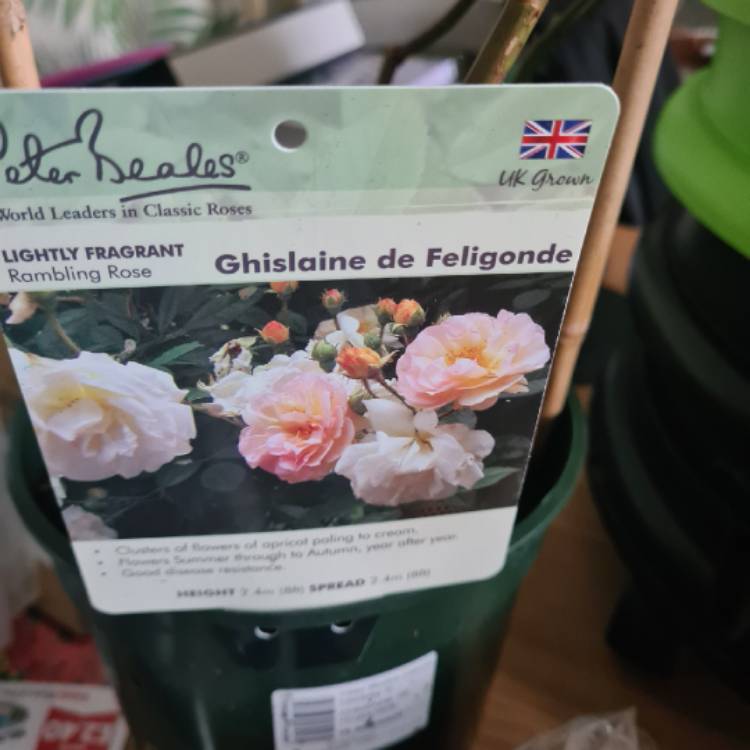 Peter Beales®
World Leaders in Classic Roses
UK Grown
LIGHTLY FRAGRANT
Rambling Rose
Ghislaine de Feligonde
• Clusters of flowers of apricot paling to cream.
• Flowers Summer through to Autumn, year after year.
• Good disease resistance.
HEIGHT 2.4m (8ft) SPREAD 2.4m (8ft)